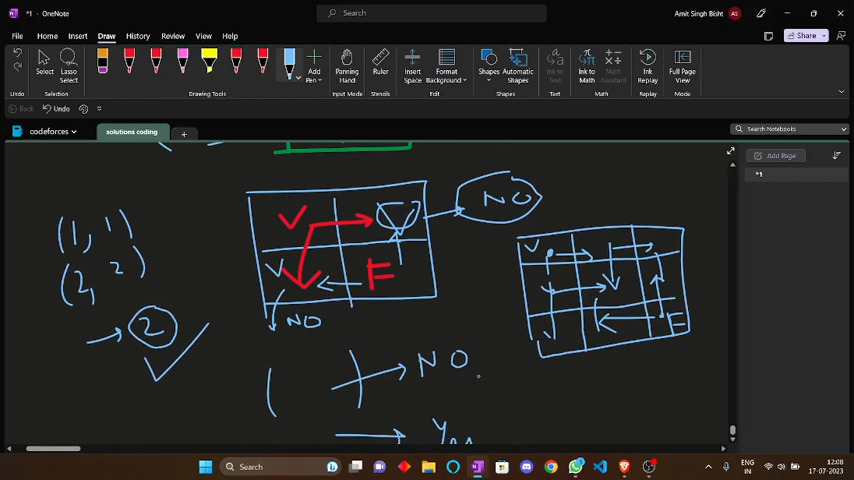 *1 - OneNote
Search
Amit Singh Bisht
AS
File Home Insert Draw History Review View Help
Share
Select
Lasso Select
Add Pen
Panning Hand
Ruler
Insert Space
Format Background
Shapes
Automatic Shapes
Ink to Text
Ink to Math
Math Assistant
Ink Replay
Full Page View
Undo
Drawing Tools
Input Mode
Stencils
Edit
Shapes
Convert
Replay
Mode
Back Undo
codeforces
solutions coding
+
Search Notebooks
Add Page
*1
(1, 1)
(2, 2)
2
V
V
V
E
NO
NO
V
V
E
NO
Search
ENG
IN
12:08
17-07-2023